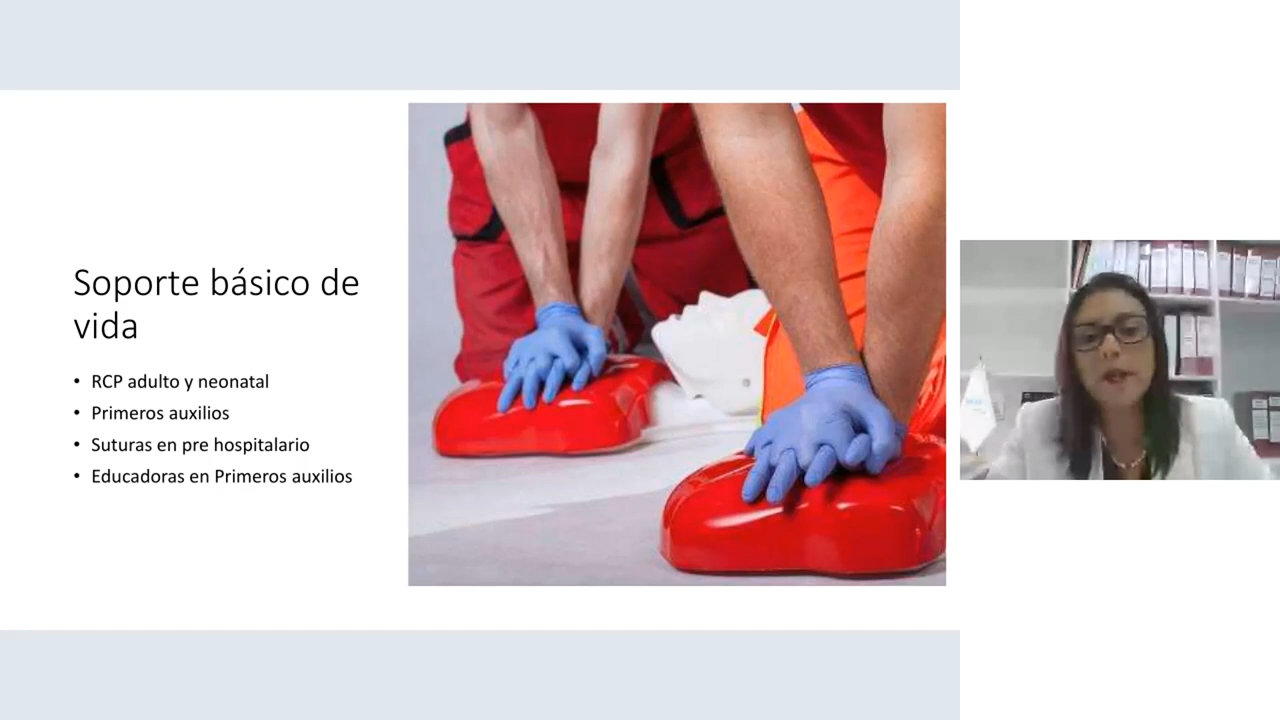 Soporte básico de
vida
• RCP adulto y neonatal
• Primeros auxilios
• Suturas en pre hospitalario
• Educadoras en Primeros auxilios